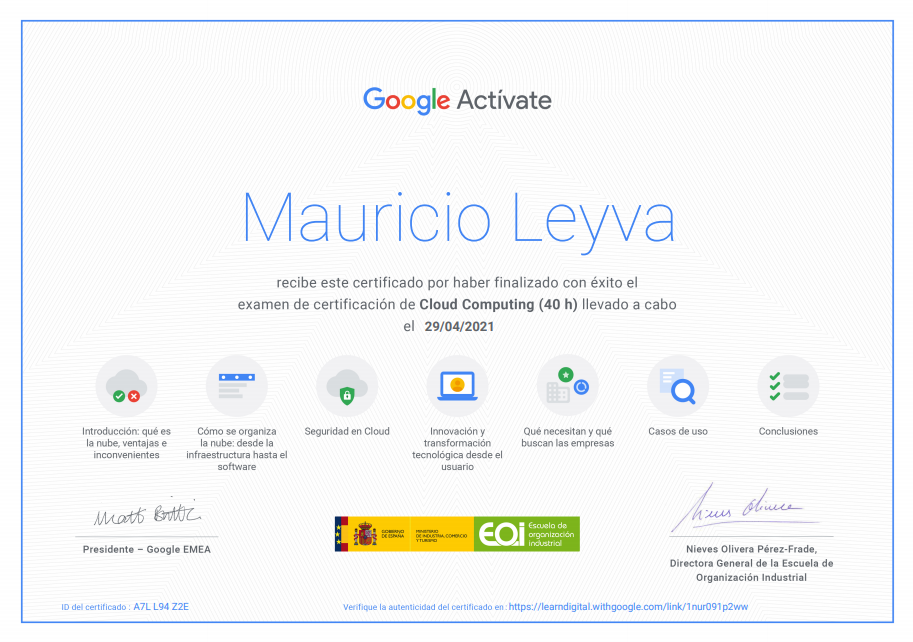 Google Actívate
Mauricio Leyva
recibe este certificado por haber finalizado con éxito el
examen de certificación de Cloud Computing (40 h) llevado a cabo
el 29/04/2021
Introducción: qué es
la nube, ventajas e
inconvenientes
Cómo se organiza
la nube: desde la
infraestructura hasta el
software
Seguridad en Cloud
Innovación y
transformación
tecnológica desde el
usuario
Qué necesitan y qué
buscan las empresas
Casos de uso
Conclusiones
Presidente – Google EMEA
GOBIERNO
DE ESPAÑA
MINISTERIO
DE INDUSTRIA, COMERCIO
Y TURISMO
EOi
Escuela de
organización
industrial
Nieves Olivera Pérez-Frade,
Directora General de la Escuela de
Organización Industrial
ID del certificado : A7L L94 Z2E
Verifique la autenticidad del certificado en : https://learndigital.withgoogle.com/link/1nur091p2ww